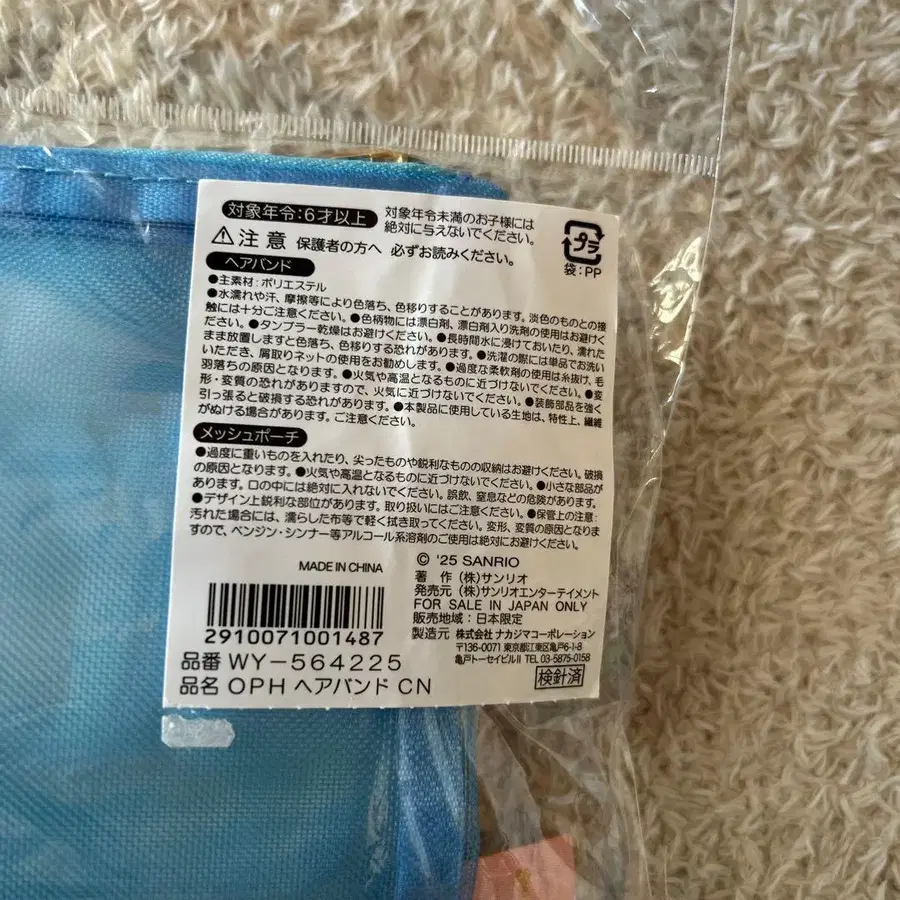 対象年令:6才以上 対象年令未満のお子様には
絶対に与えないでください。
⚠注意 保護者の方へ 必ずお読みください。
プラ
袋:PP
ヘアバンド
●主素材:ポリエステル
●水濡れや汗、摩擦等により色落ち、色移りすることがあります。淡色のものとの接
触には十分ご注意ください。●色柄物には漂白剤、漂白剤入り洗剤の使用はお避けく
ださい。●タンブラー乾燥はお避けください。●長時間水に浸けておいたり、濡れた
まま放置しますと色落ち、色移りする恐れがあります。●洗濯の際には単品でお洗い
いただき、屑取りネットの使用をお勧めします。●過度な柔軟剤の使用は糸抜け、毛
羽落ちの原因となります。●火気や高温となるものに近づけないでください。●変
形・変質の恐れがありますので、火気に近づけないでください。●装飾部品を強く
引っ張ると破損する恐れがあります。●本製品に使用している生地は、特性上、繊維
がぬける場合があります。ご注意ください。
メッシュポーチ
●過度に重いものを入れたり、尖ったものや鋭利なものの収納はお避けください。破損
の原因となります。●火気や高温となるものに近づけないでください。●小さな部品が
あります。口の中には絶対に入れないでください。誤飲、窒息などの危険があります。
●デザイン上鋭利な部位があります。取り扱いにはご注意ください。●保管上の注意:
汚れた場合には、濡らした布等で軽く拭き取ってください。変形、変質の原因となりま
すので、ベンジン・シンナー等アルコール系溶剤のご使用は絶対にお避けください。
MADE IN CHINA
2910071001487
© '25 SANRIO
著作 (株)サンリオ
発売元 (株)サンリオエンターテイメント
FOR SALE IN JAPAN ONLY
販売地域:日本限定
製造元 株式会社 ナカジマコーポレーション
〒136-0071 東京都江東区亀戸6-1-8
亀戸トーセイビルⅡ TEL 03-5875-0158
品番 WY-564225
品名 OPH ヘアバンド CN
検針済